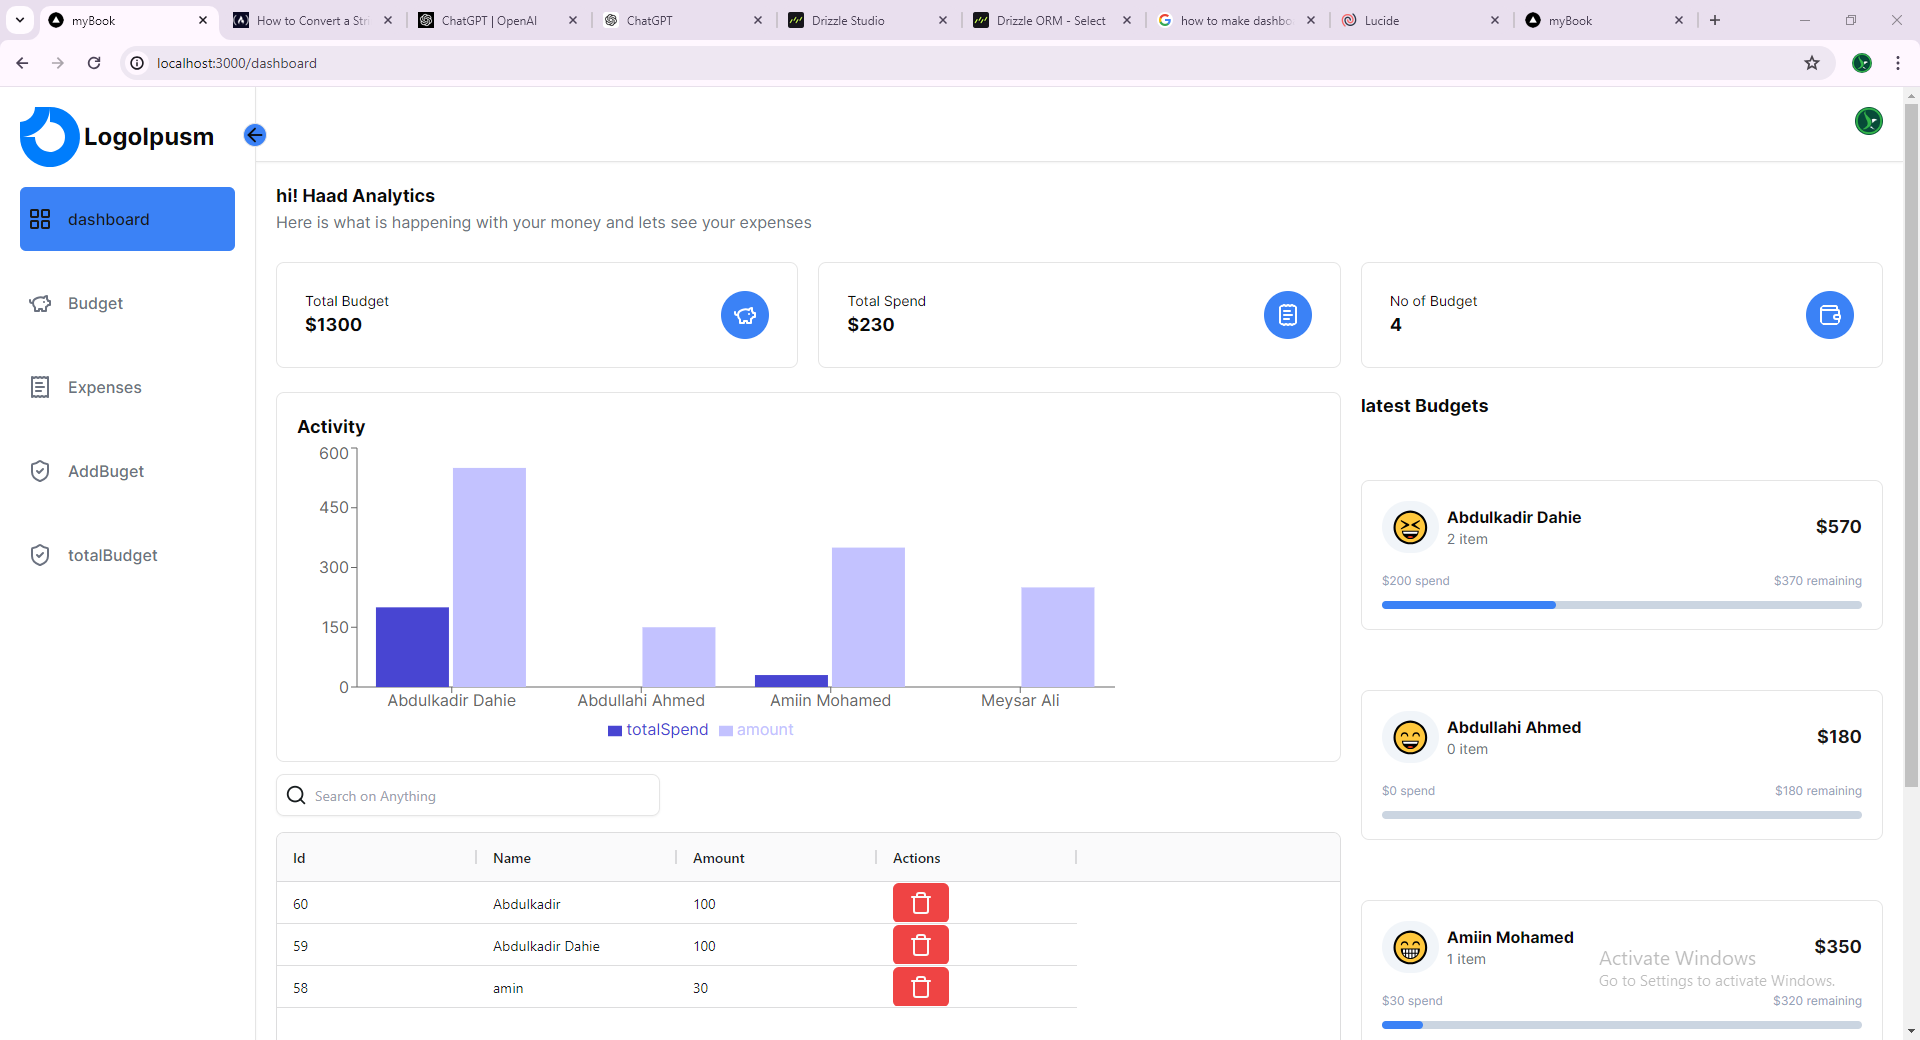 myBook
How to Convert a Stri
ChatGPT | OpenAI
ChatGPT
Drizzle Studio
Drizzle ORM - Select
how to make dashbo
Lucide
myBook
localhost:3000/dashboard
LogoIpusm
dashboard
Budget
Expenses
AddBuget
totalBudget
hi! Haad Analytics
Here is what is happening with your money and lets see your expenses
Total Budget
$1300
Total Spend
$230
No of Budget
4
Activity
600
450
300
150
0
Abdulkadir Dahie
Abdullahi Ahmed
Amiin Mohamed
Meysar Ali
totalSpend
amount
Search on Anything
Id Name Amount Actions
60 Abdulkadir 100
59 Abdulkadir Dahie 100
58 amin 30
latest Budgets
Abdulkadir Dahie
2 item
$570
$200 spend
$370 remaining
Abdullahi Ahmed
0 item
$180
$0 spend
$180 remaining
Amiin Mohamed
1 item
$350
$30 spend
$320 remaining
Activate Windows
Go to Settings to activate Windows.